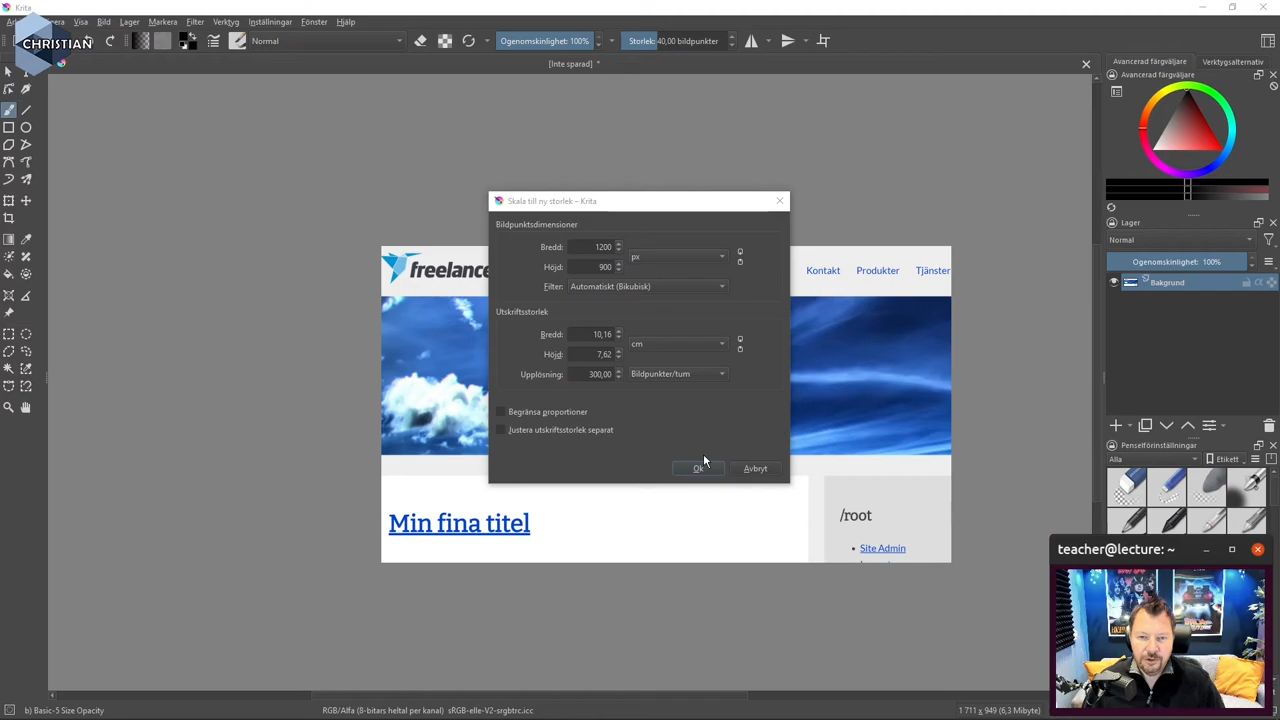 Krita
Visa Bild Lager Markera Filter Verktyg Inställningar Fönster Hjälp
CHRISTIAN
Normal
Ogenomskinlighet: 100%
Storlek: 40,00 bildpunkter
[Inte sparad] *
Avancerad färgväljare
Verktygsalternativ
Avancerad färgväljare
Skala till ny storlek – Krita
Bildpunktsdimensioner
Bredd: 1200
px
Höjd: 900
Filter: Automatiskt (Bikubisk)
Utskriftsstorlek
Bredd: 10,16
cm
Höjd: 7,62
Upplösning: 300,00 Bildpunkter/tum
Begränsa proportioner
Justera utskriftsstorlek separat
Ok
Avbryt
freelance
Kontakt Produkter Tjänster
Min fina titel
/root
Site Admin
Lager
Normal
Ogenomskinlighet: 100%
Bakgrund
Penselförinställningar
Alla
Etikett
teacher@lecture: ~
b) Basic-5 Size Opacity
RGB/Alfa (8-bitars heltal per kanal) sRGB-elle-V2-srgbtrc.icc
1 711 x 949 (6,3 Mibyte)